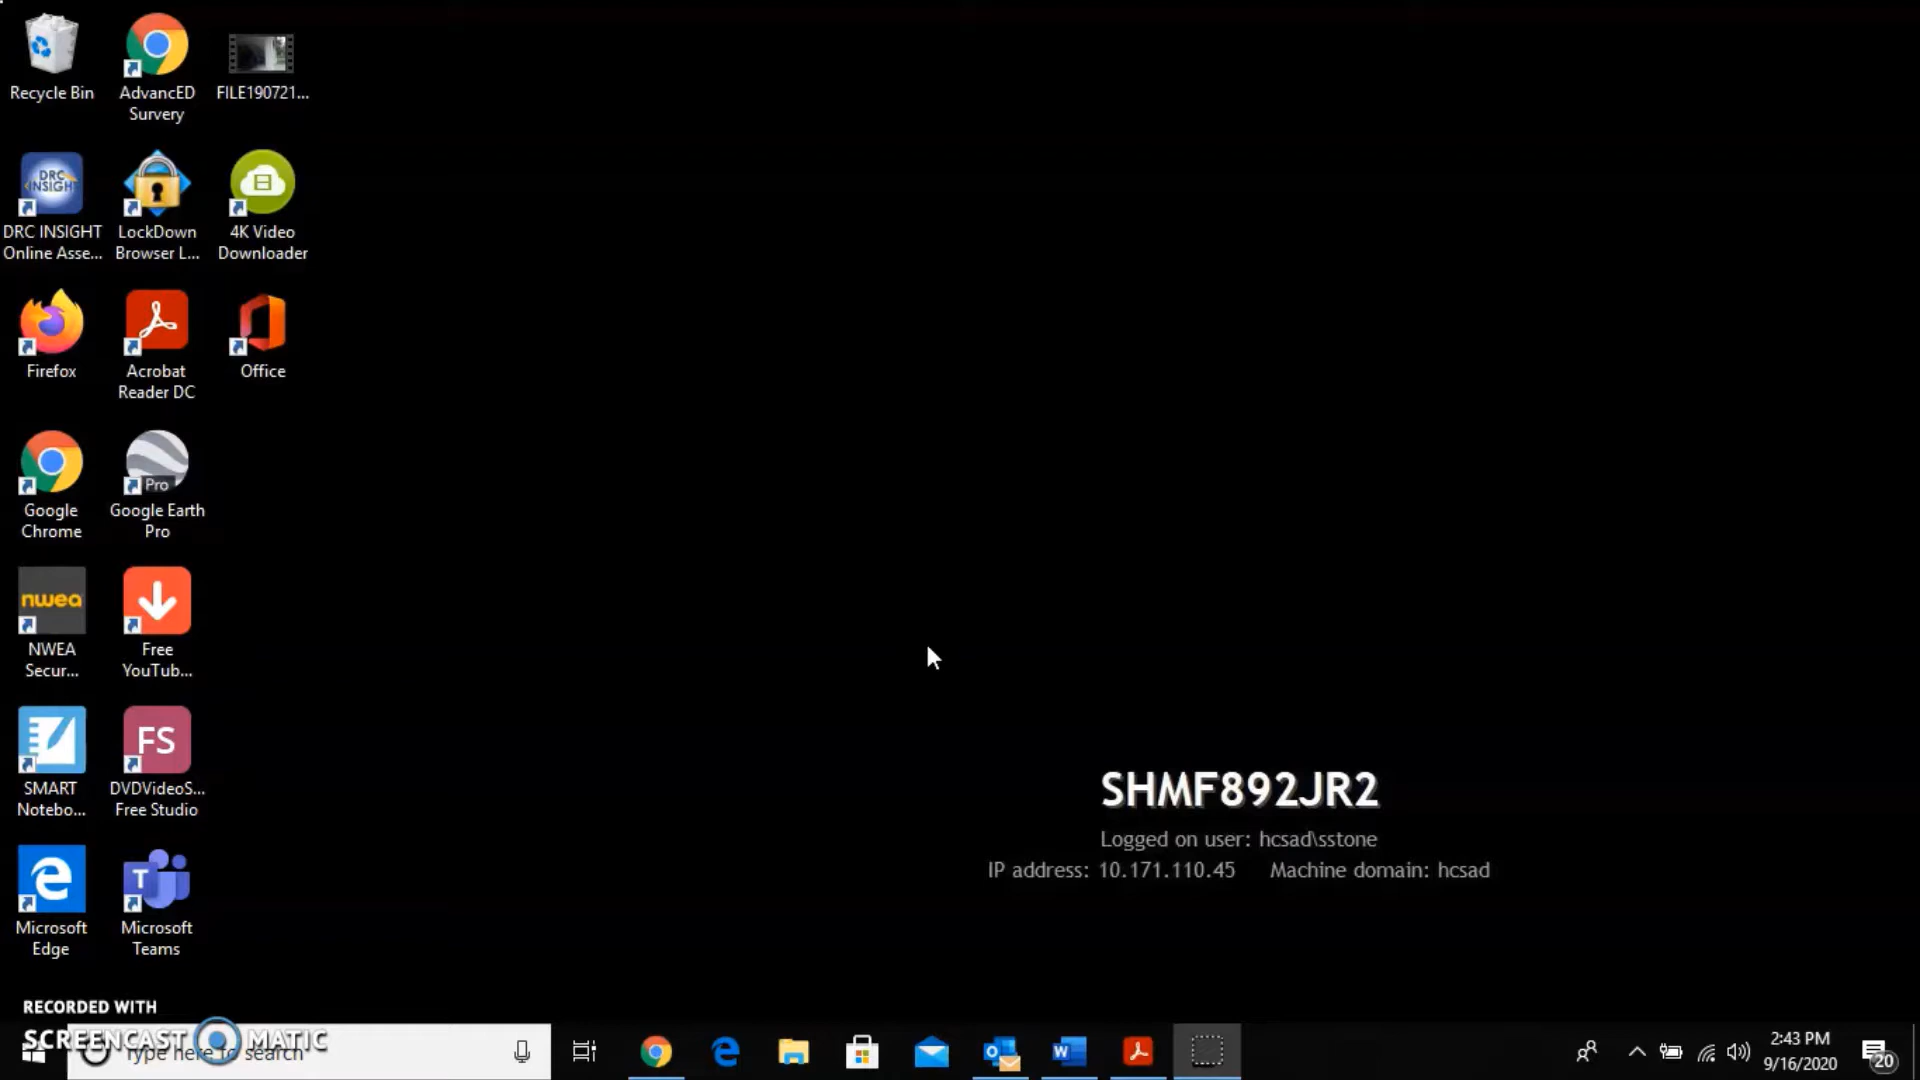 Recycle Bin
AdvancED
Survery
FILE190721...
DRC
INSIGHT
DRC INSIGHT
Online Asse...
LockDown
Browser L...
4K Video
Downloader
Firefox
Acrobat
Reader DC
Office
Google
Chrome
Pro
Google Earth
Pro
nwea
NWEA
Secur...
Free
YouTub...
SMART
Notebo...
FS
DVDVideoS...
Free Studio
Microsoft
Edge
T
Microsoft
Teams
SHMF892JR2
Logged on user: hcsad\sstone
IP address: 10.171.110.45 Machine domain: hcsad
RECORDED WITH
SCREENCAST MATIC
Type here to search
2:43 PM
9/16/2020
20